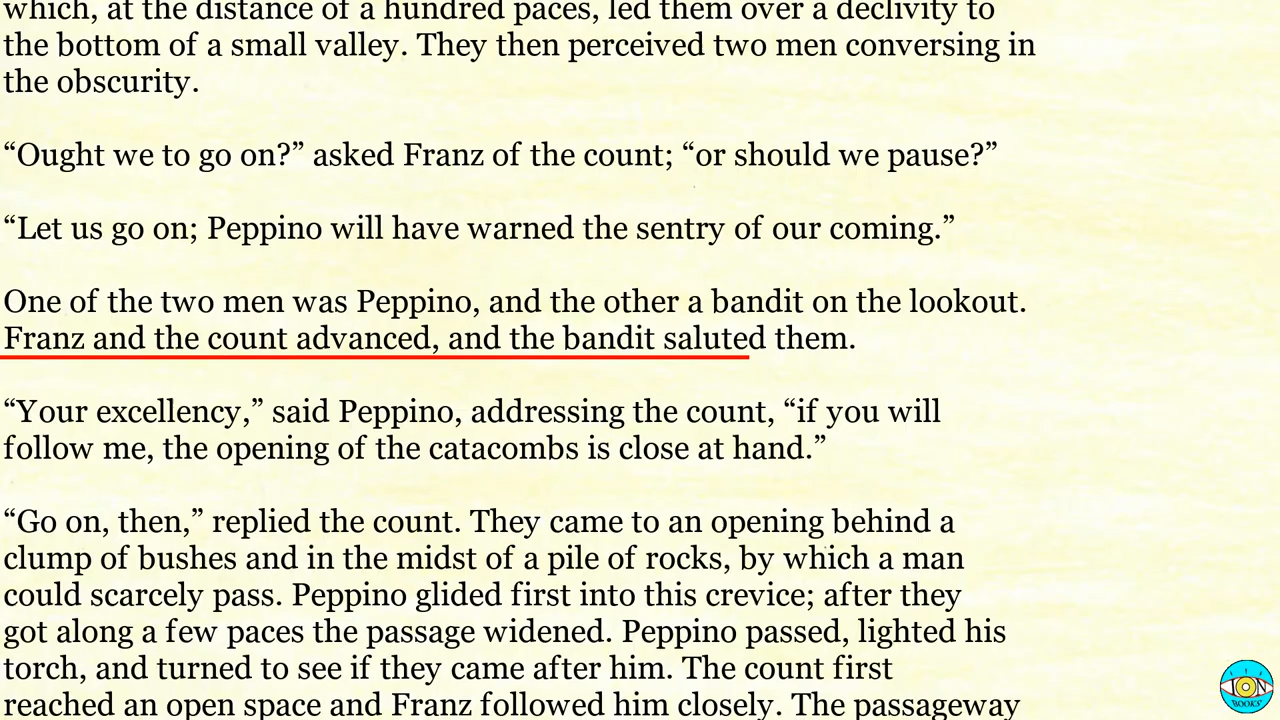 which, at the distance of a hundred paces, led them over a declivity to
the bottom of a small valley. They then perceived two men conversing in
the obscurity.
“Ought we to go on?” asked Franz of the count; “or should we pause?”
“Let us go on; Peppino will have warned the sentry of our coming.”
One of the two men was Peppino, and the other a bandit on the lookout.
Franz and the count advanced, and the bandit saluted them.
“Your excellency,” said Peppino, addressing the count, “if you will
follow me, the opening of the catacombs is close at hand.”
“Go on, then,” replied the count. They came to an opening behind a
clump of bushes and in the midst of a pile of rocks, by which a man
could scarcely pass. Peppino glided first into this crevice; after they
got along a few paces the passage widened. Peppino passed, lighted his
torch, and turned to see if they came after him. The count first
reached an open space and Franz followed him closely. The passageway
ION
BOOKS